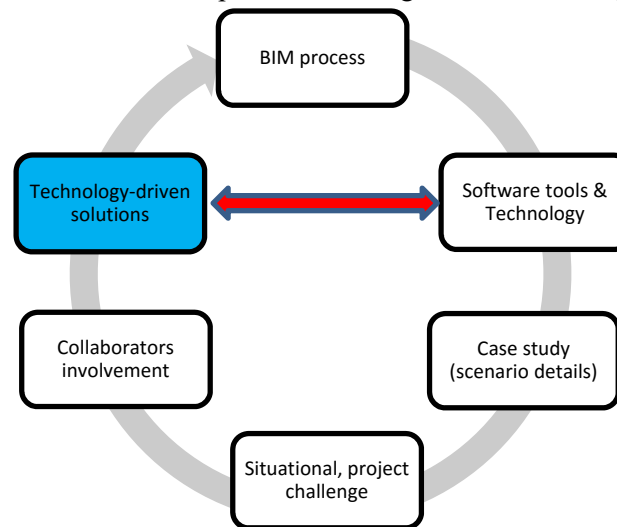 BIM process
Technology-driven
solutions
Software tools &
Technology
Collaborators
involvement
Case study
(scenario details)
Situational, project
challenge